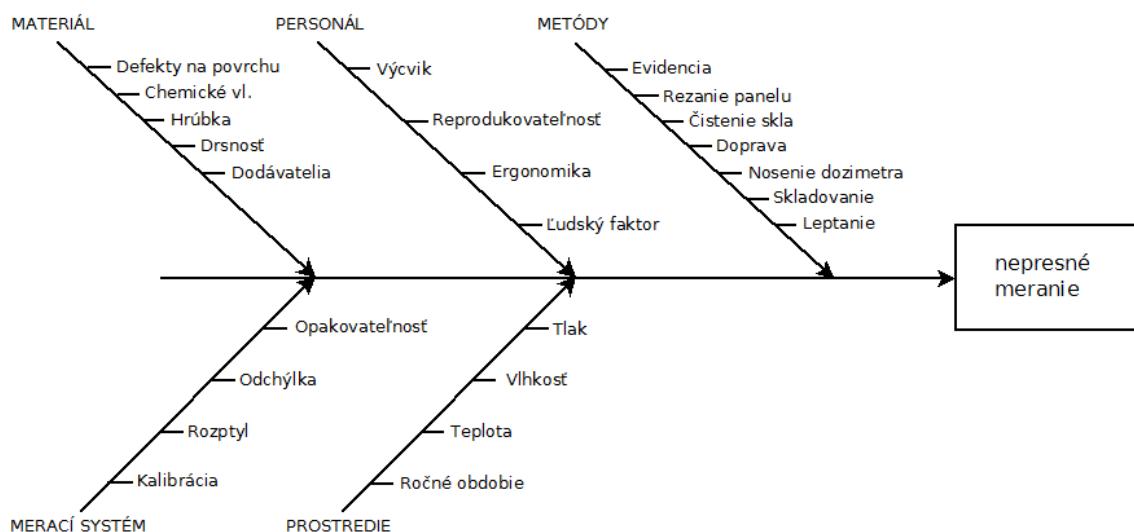 MATERIÁL
PERSONÁL
METÓDY
Defekty na povrchu
Chemické vl.
Hrúbka
Drsnosť
Dodávatelia
Výcvik
Reprodukovateľnosť
Ergonomika
Ľudský faktor
Evidencia
Rezanie panelu
Čistenie skla
Doprava
Nosenie dozimetra
Skladovanie
Leptanie
nepresné
meranie
Opakovateľnosť
Odchýlka
Rozptyl
Kalibrácia
Tlak
Vlhkosť
Teplota
Ročné obdobie
MERACÍ SYSTÉM
PROSTREDIE